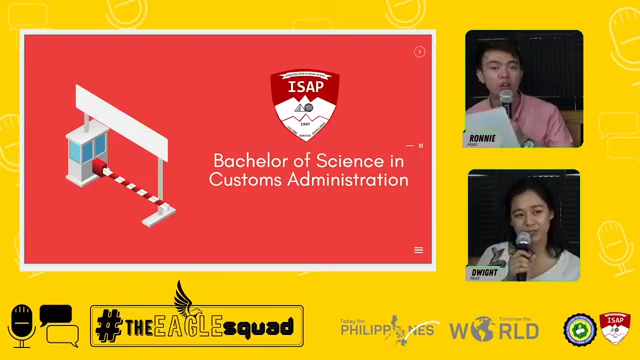 ISAP
1997
Bachelor of Science in
Customs Administration
RONNIE
DWIGHT
#THEEAGLEsquad
Today the
PHILIPPINES
Tomorrow the
WORLD
ISAP